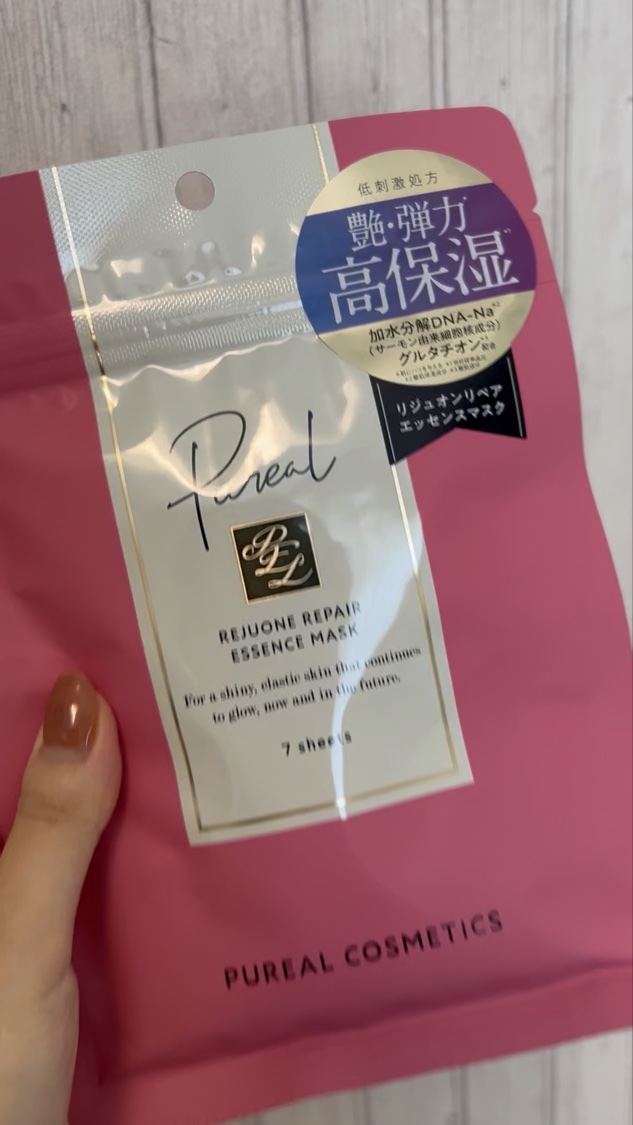 低刺激処方
艶・弾力
高保湿
加水分解DNA-Na
(サーモン由来細胞核成分)
グルタチオン配合
リジュオンリペア
エッセンスマスク
Pureal
PEL
REJUONE REPAIR
ESSENCE MASK
For a shiny, elastic skin that continues
to glow, now and in the future.
7 sheets
PUREAL COSMETICS